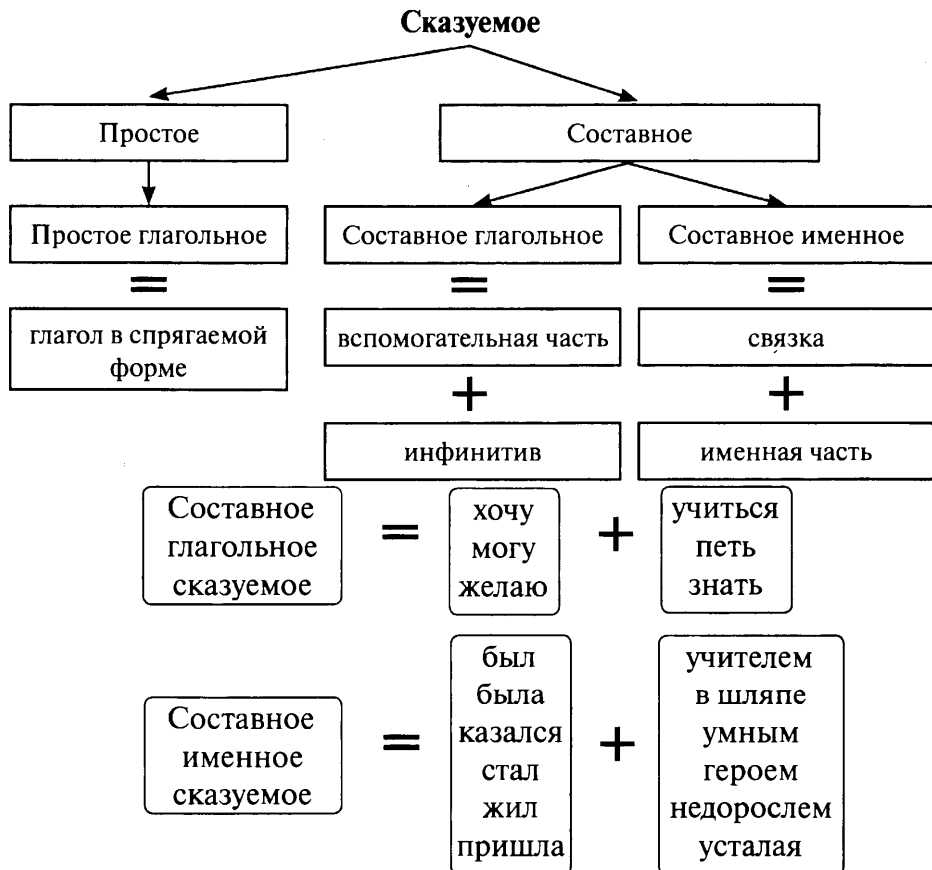 Сказуемое
Простое
Составное
Простое глагольное
Составное глагольное
Составное именное
=
=
=
глагол в спрягаемой
форме
вспомогательная часть
связка
+
+
инфинитив
именная часть
Составное
глагольное
сказуемое
=
хочу
могу
желаю
+
учиться
петь
знать
Составное
именное
сказуемое
=
был
была
казался
стал
жил
пришла
+
учителем
в шляпе
умным
героем
недорослем
усталая